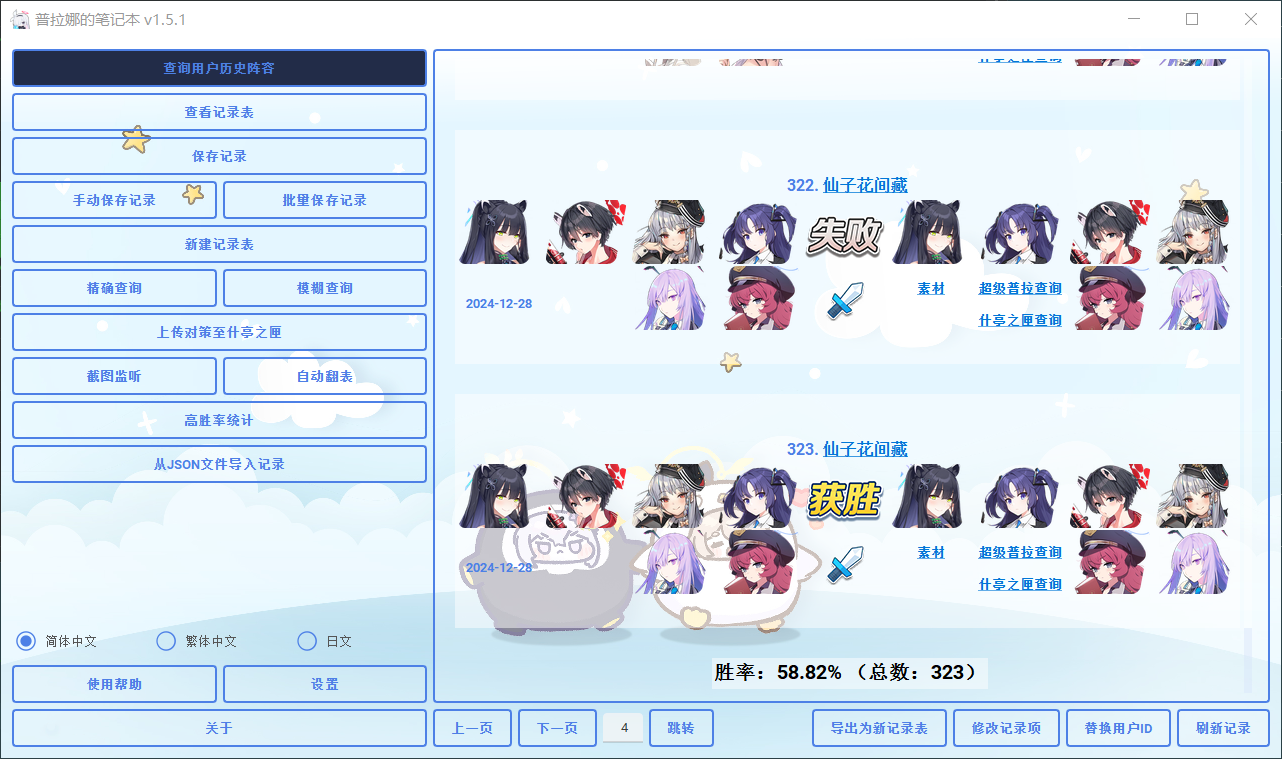 普拉娜的笔记本 v1.5.1
查询用户历史阵容
查看记录表
保存记录
手动保存记录
批量保存记录
新建记录表
精确查询
模糊查询
上传对策至什亭之匣
截图监听
自动翻表
高胜率统计
从JSON文件导入记录
简体中文
繁体中文
日文
使用帮助
设置
关于
什亭之匣查询
322. 仙子花间藏
失败
2024-12-28
素材
超级普拉查询
什亭之匣查询
323. 仙子花间藏
获胜
2024-12-28
素材
超级普拉查询
什亭之匣查询
胜率：58.82% （总数：323）
上一页
下一页
4
跳转
导出为新记录表
修改记录项
替换用户ID
刷新记录